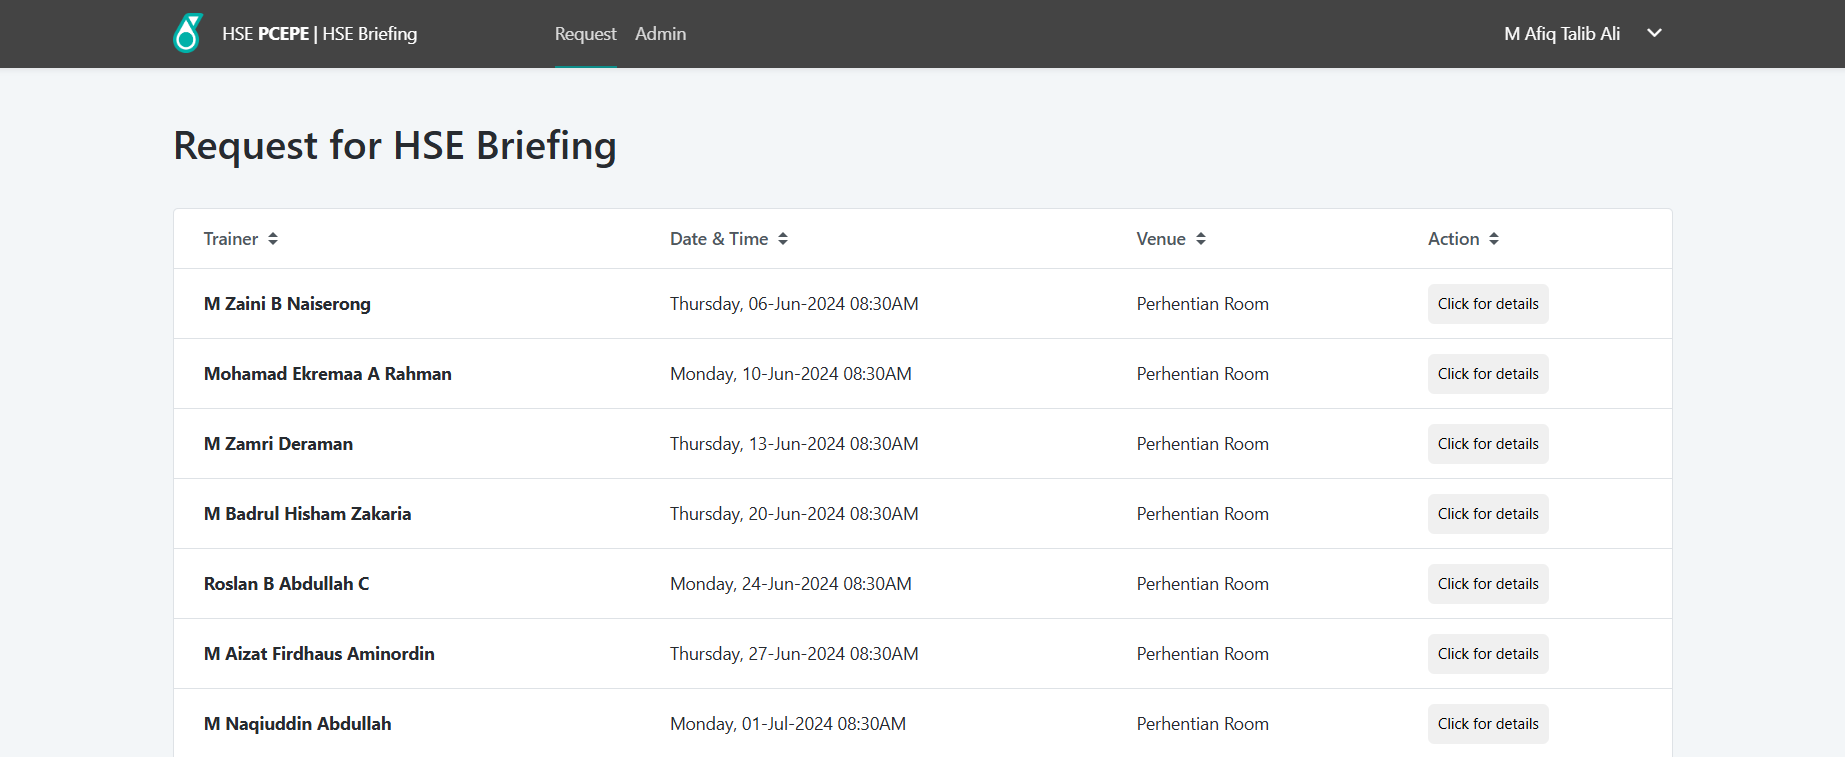 HSE PCEPE | HSE Briefing Request Admin M Afiq Talib Ali
Request for HSE Briefing
Trainer Date & Time Venue Action
M Zaini B Naiserong Thursday, 06-Jun-2024 08:30AM Perhentian Room Click for details
Mohamad Ekremaa A Rahman Monday, 10-Jun-2024 08:30AM Perhentian Room Click for details
M Zamri Deraman Thursday, 13-Jun-2024 08:30AM Perhentian Room Click for details
M Badrul Hisham Zakaria Thursday, 20-Jun-2024 08:30AM Perhentian Room Click for details
Roslan B Abdullah C Monday, 24-Jun-2024 08:30AM Perhentian Room Click for details
M Aizat Firdhaus Aminordin Thursday, 27-Jun-2024 08:30AM Perhentian Room Click for details
M Naqiuddin Abdullah Monday, 01-Jul-2024 08:30AM Perhentian Room Click for details